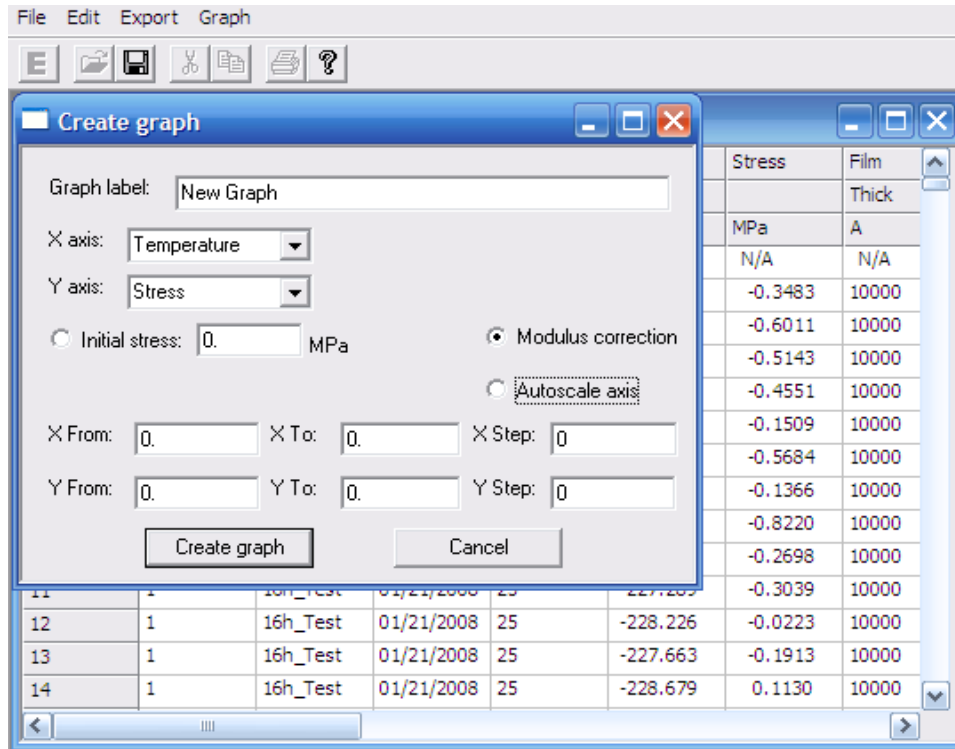 File Edit Export Graph
E
Create graph
Graph label: New Graph
X axis: Temperature
Y axis: Stress
Initial stress: 0. MPa
Modulus correction
Autoscale axis
X From: 0. X To: 0. X Step: 0
Y From: 0. Y To: 0. Y Step: 0
Create graph Cancel
Stress Film
Thick
MPa A
N/A N/A
-0.3483 10000
-0.6011 10000
-0.5143 10000
-0.4551 10000
-0.1509 10000
-0.5684 10000
-0.1366 10000
-0.8220 10000
-0.2698 10000
11 1 16h_Test 01/21/2008 25 -227.289 -0.3039 10000
12 1 16h_Test 01/21/2008 25 -228.226 -0.0223 10000
13 1 16h_Test 01/21/2008 25 -227.663 -0.1913 10000
14 1 16h_Test 01/21/2008 25 -228.679 0.1130 10000